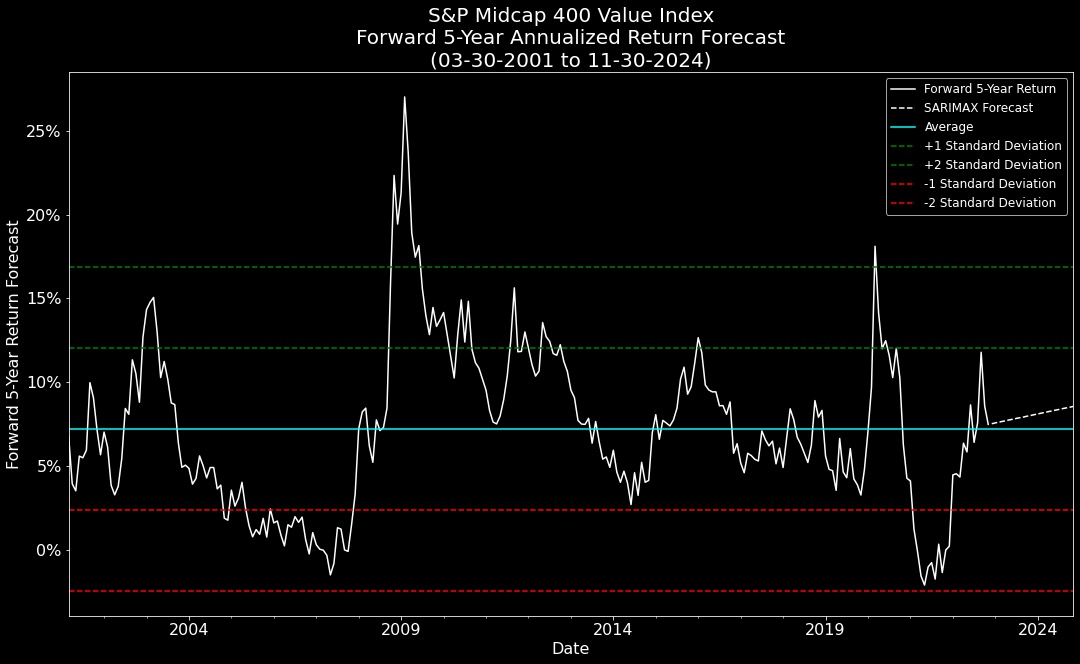 S&P Midcap 400 Value Index
Forward 5-Year Annualized Return Forecast
(03-30-2001 to 11-30-2024)
Forward 5-Year Return
SARIMAX Forecast
Average
+1 Standard Deviation
+2 Standard Deviation
-1 Standard Deviation
-2 Standard Deviation
Forward 5-Year Return Forecast
25%
20%
15%
10%
5%
0%
2004
2009
2014
2019
2024
Date